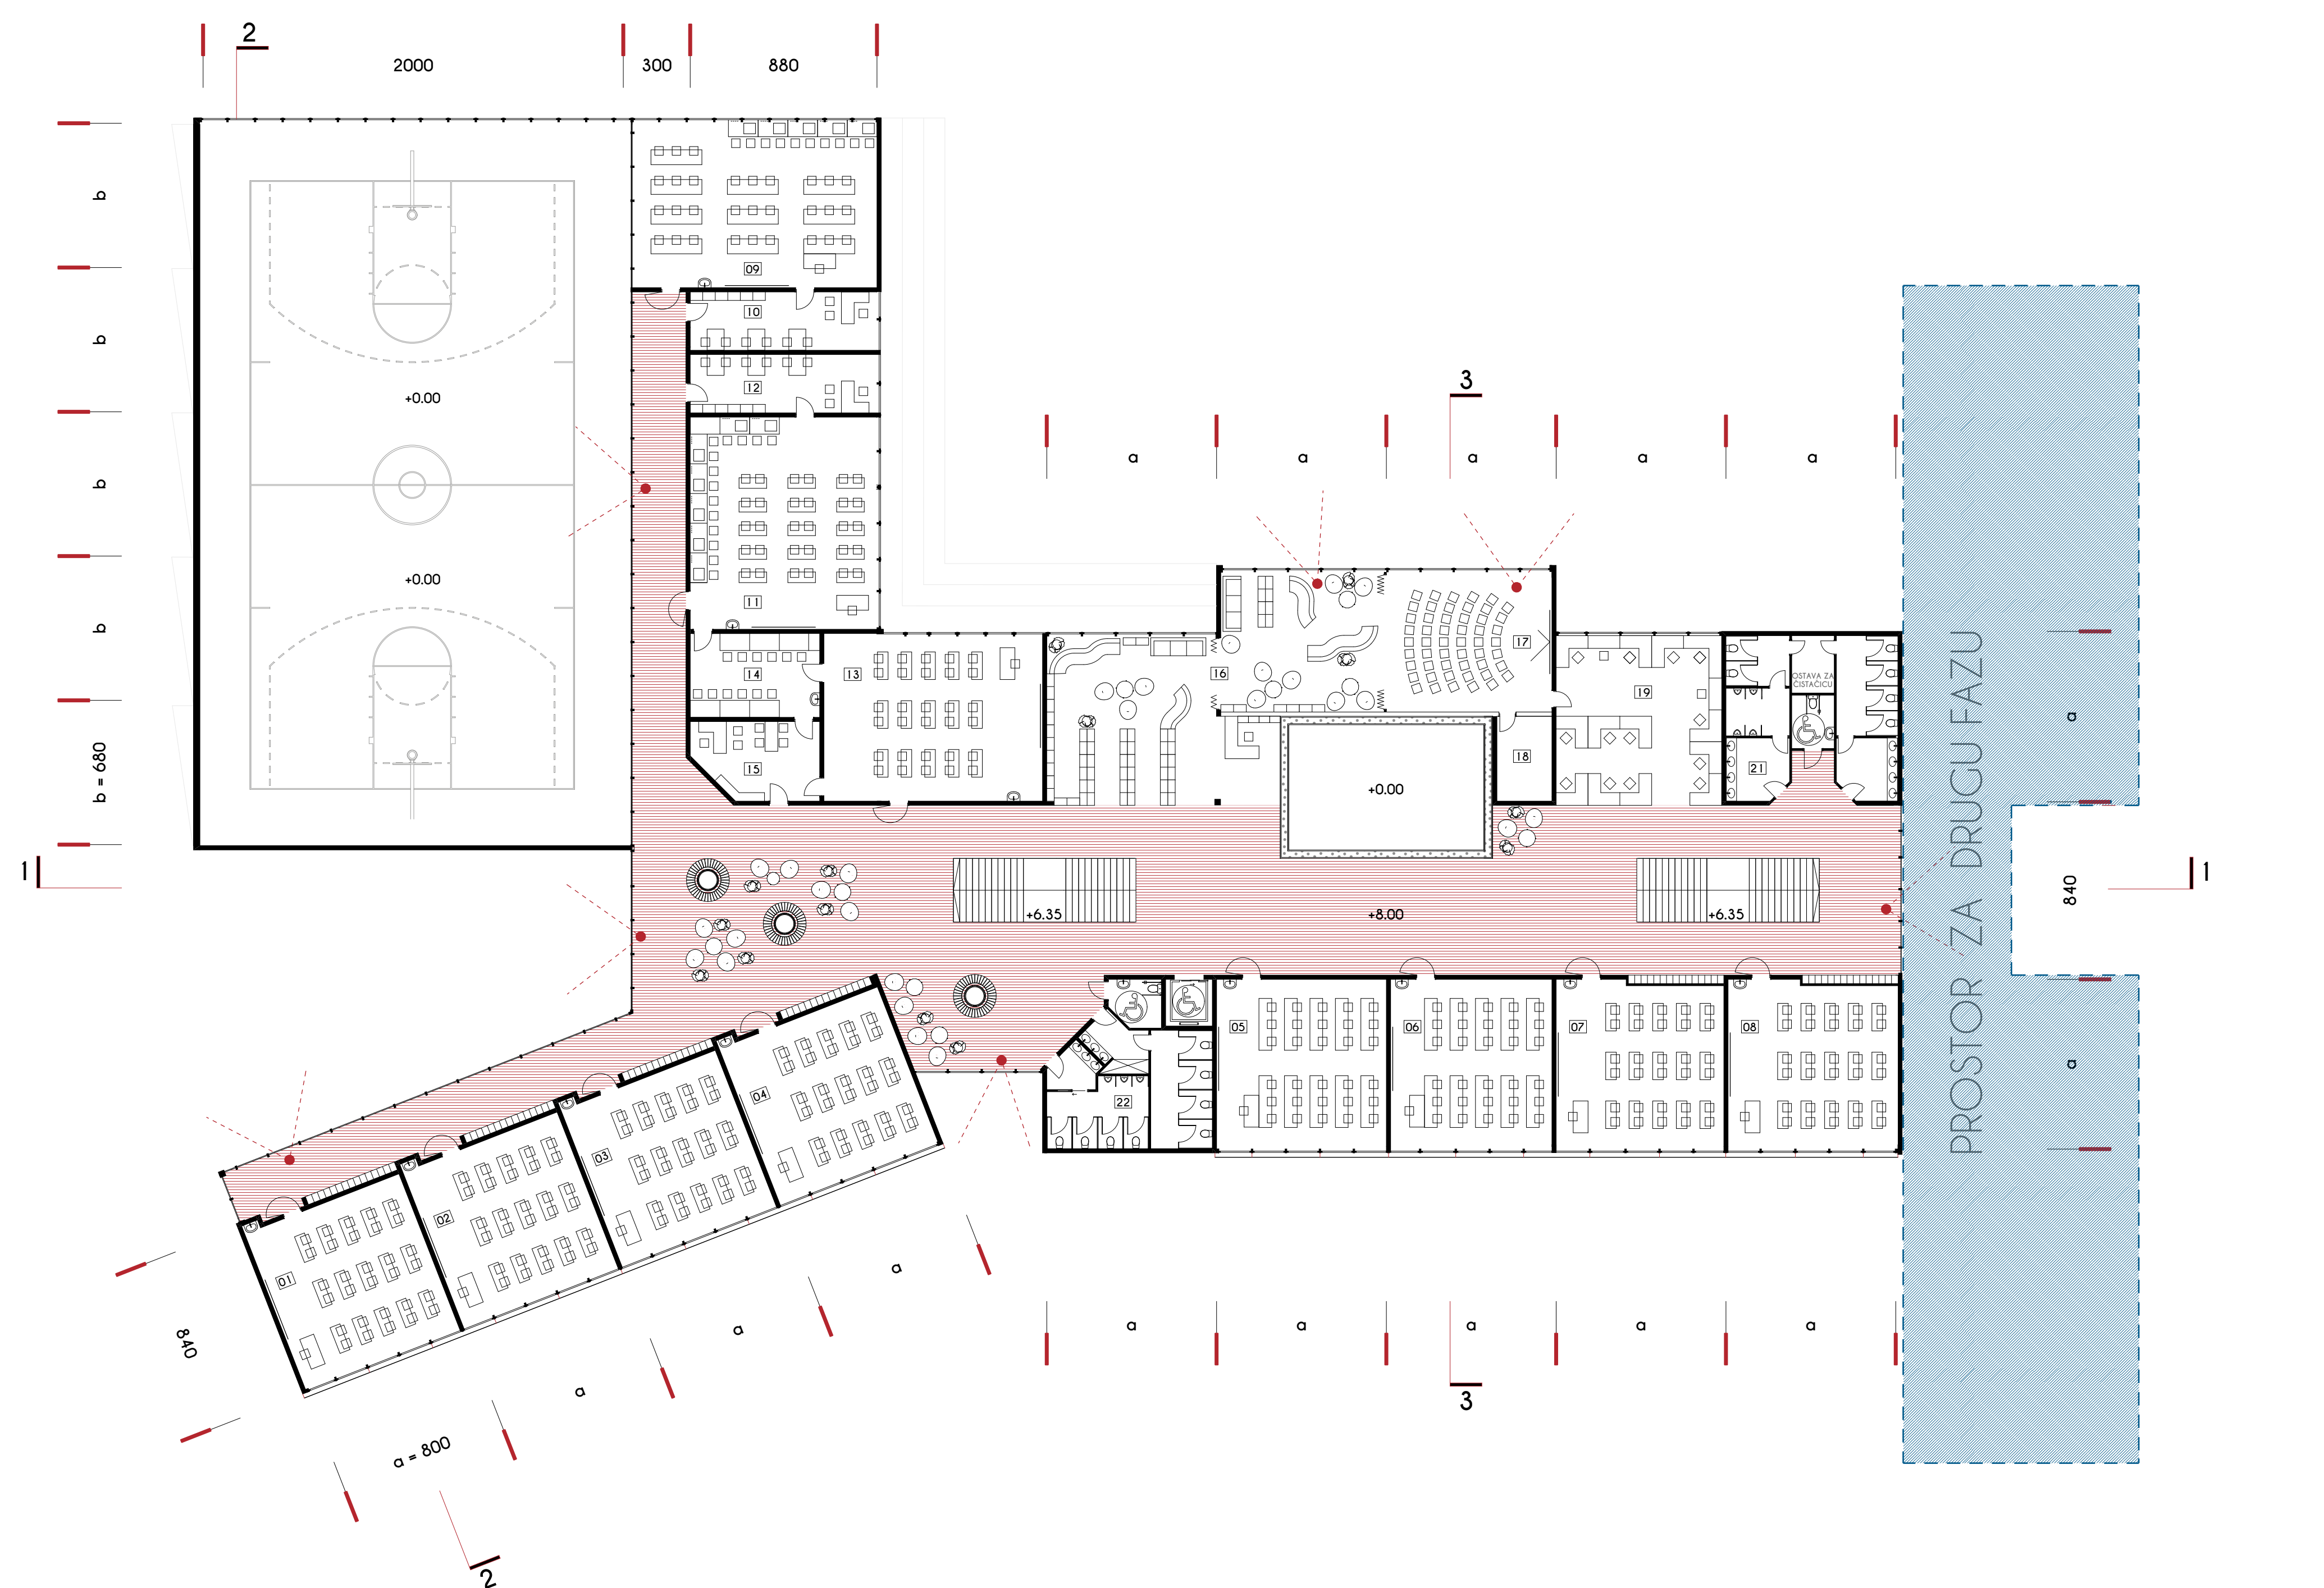 2
2000
300
880
b
b
b
b
b = 680
1
+0.00
+0.00
09
10
12
11
14
13
15
3
a
a
a
a
a
16
17
18
19
OSTAVA ZA
ČISTAČICU
21
+0.00
+6.35
+8.00
+6.35
PROSTOR ZA DRUGU FAZU
a
840
a
1
05
06
07
08
22
04
03
02
01
840
a = 800
a
a
a
a
a
a
a
a
3
2